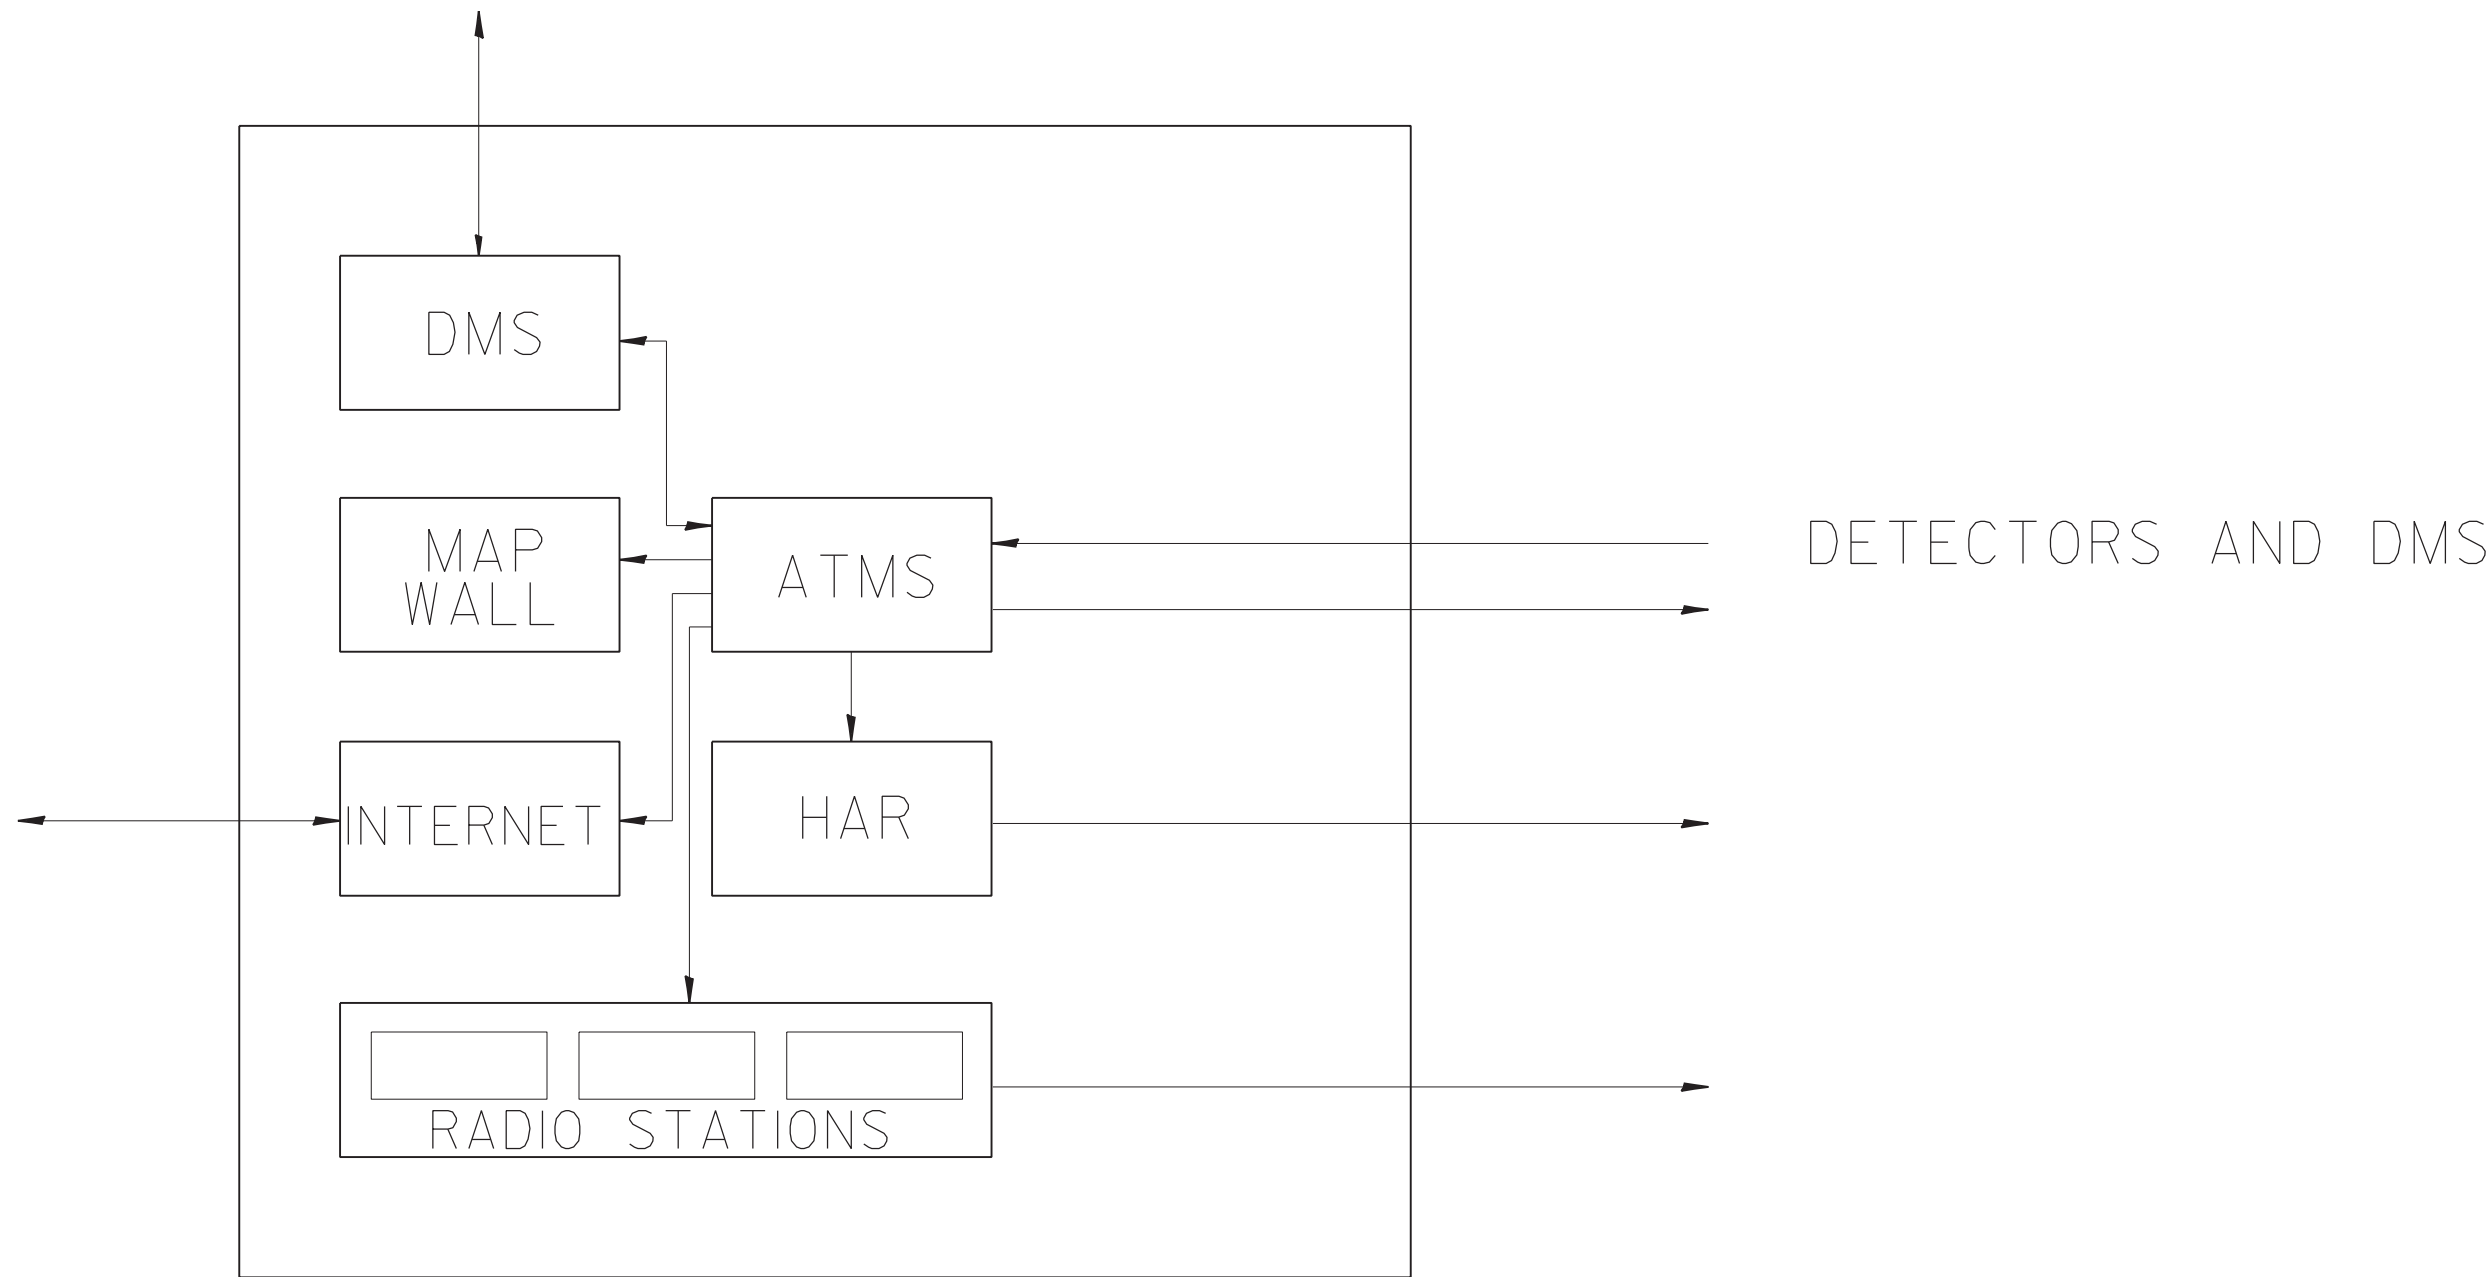 DMS
MAP
WALL
ATMS
DETECTORS AND DMS
INTERNET
HAR
RADIO STATIONS